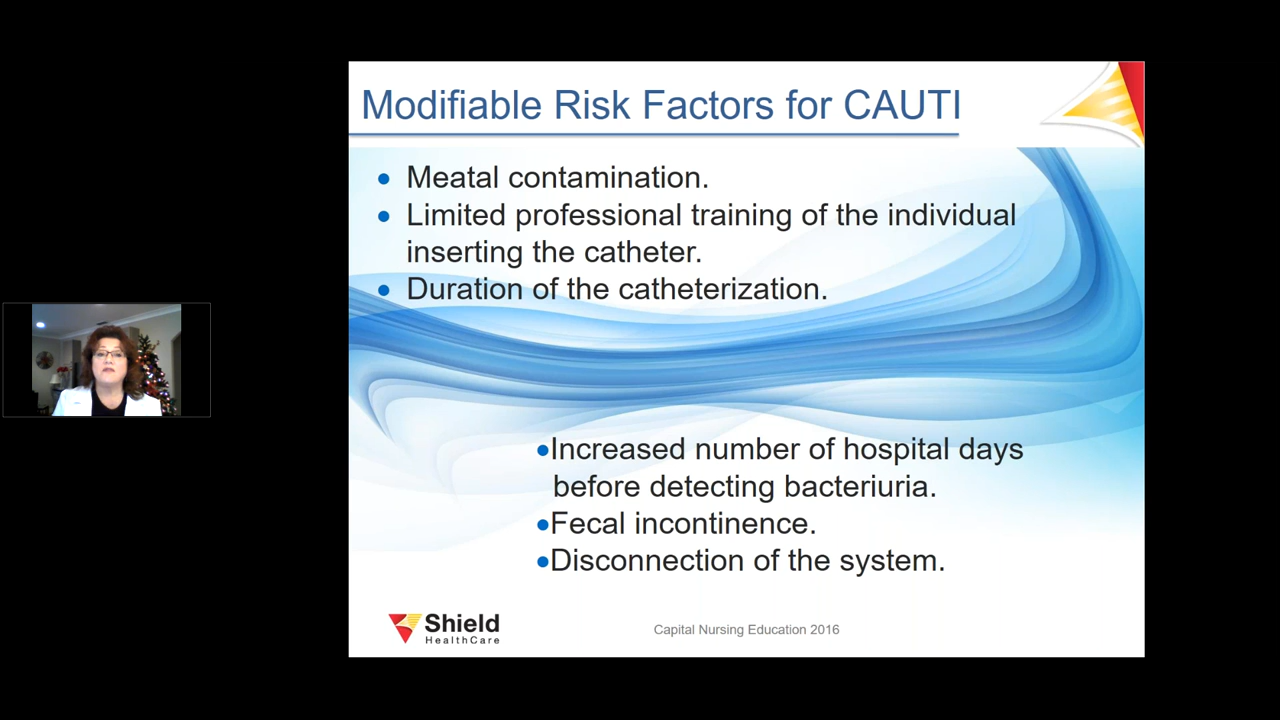 Modifiable Risk Factors for CAUTI
• Meatal contamination.
• Limited professional training of the individual
inserting the catheter.
• Duration of the catheterization.
•Increased number of hospital days
before detecting bacteriuria.
•Fecal incontinence.
•Disconnection of the system.
Shield
HealthCare
Capital Nursing Education 2016